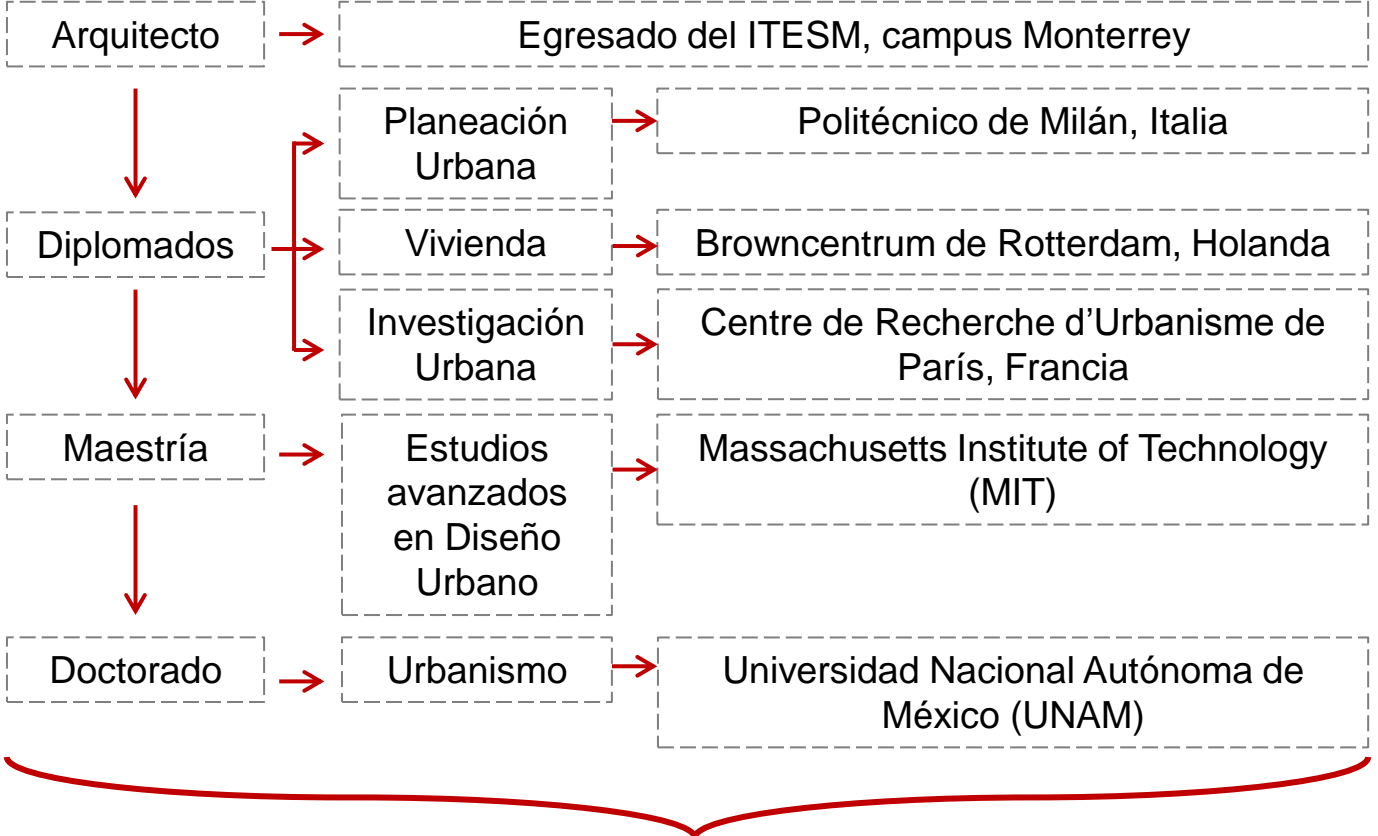 Arquitecto
Egresado del ITESM, campus Monterrey
Planeación
Urbana
Politécnico de Milán, Italia
Diplomados
Vivienda
Browncentrum de Rotterdam, Holanda
Investigación
Urbana
Centre de Recherche d’Urbanisme de
París, Francia
Maestría
Estudios
avanzados
en Diseño
Urbano
Massachusetts Institute of Technology
(MIT)
Doctorado
Urbanismo
Universidad Nacional Autónoma de
México (UNAM)